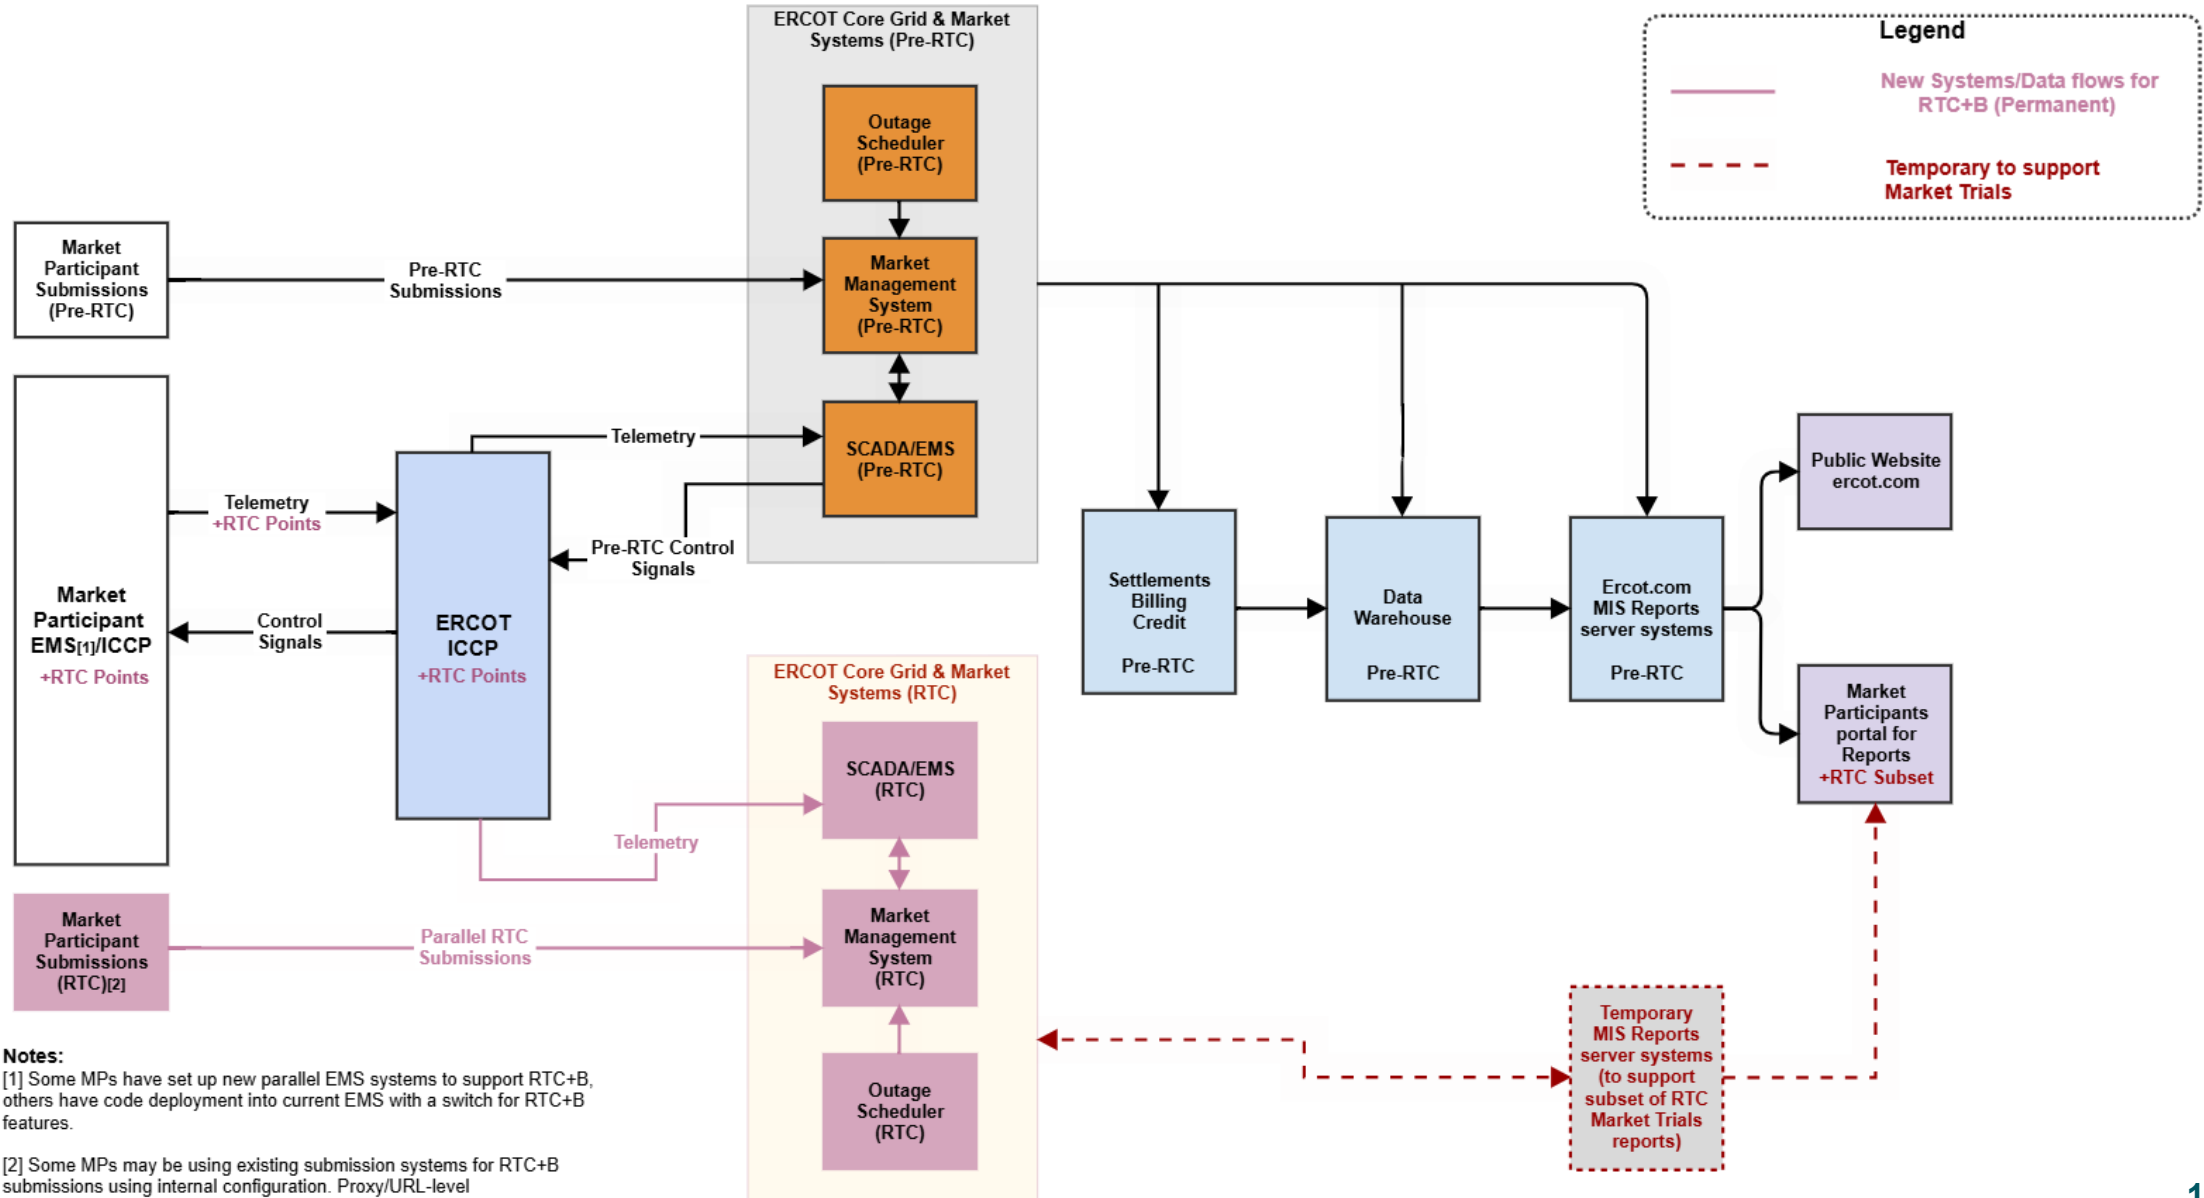 ERCOT Core Grid & Market
Systems (Pre-RTC)
Outage
Scheduler
(Pre-RTC)
Market
Management
System
(Pre-RTC)
SCADA/EMS
(Pre-RTC)
Legend
New Systems/Data flows for
RTC+B (Permanent)
Temporary to support
Market Trials
Market
Participant
Submissions
(Pre-RTC)
Pre-RTC
Submissions
Telemetry
Telemetry
+RTC Points
Pre-RTC Control
Signals
Control
Signals
Market
Participant
EMS[1]/ICCP
+RTC Points
ERCOT
ICCP
+RTC Points
Settlements
Billing
Credit
Pre-RTC
Data
Warehouse
Pre-RTC
Ercot.com
MIS Reports
server systems
Pre-RTC
Public Website
ercot.com
Market
Participants
portal for
Reports
+RTC Subset
ERCOT Core Grid & Market
Systems (RTC)
SCADA/EMS
(RTC)
Telemetry
Market
Management
System
(RTC)
Outage
Scheduler
(RTC)
Market
Participant
Submissions
(RTC)[2]
Parallel RTC
Submissions
Temporary
MIS Reports
server systems
(to support
subset of RTC
Market Trials
reports)
Notes:
[1] Some MPs have set up new parallel EMS systems to support RTC+B,
others have code deployment into current EMS with a switch for RTC+B
features.
[2] Some MPs may be using existing submission systems for RTC+B
submissions using internal configuration. Proxy/URL-level
1